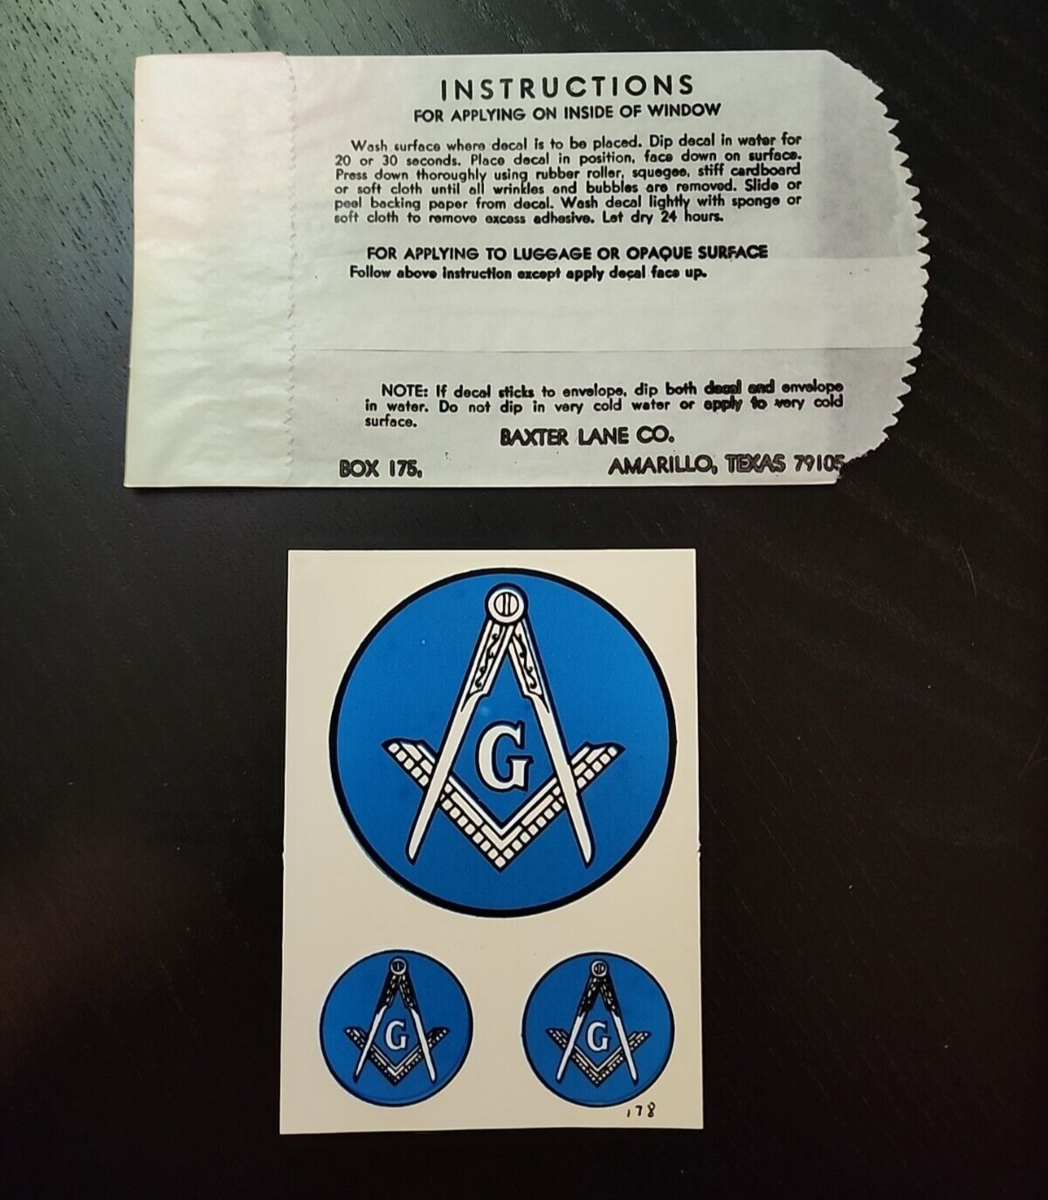 INSTRUCTIONS
FOR APPLYING ON INSIDE OF WINDOW
Wash surface where decal is to be placed. Dip decal in water for
20 or 30 seconds. Place decal in position, face down on surface.
Press down thoroughly using rubber roller, squegee, stiff cardboard
or soft cloth until all wrinkles and bubbles are removed. Slide or
peel backing paper from decal. Wash decal lightly with sponge or
soft cloth to remove excess adhesive. Let dry 24 hours.
FOR APPLYING TO LUGGAGE OR OPAQUE SURFACE
Follow above instruction except apply decal face up.
NOTE: If decal sticks to envelope, dip both decal and envelope
in water. Do not dip in very cold water or apply to very cold
surface.
BAXTER LANE CO.
BOX 175, AMARILLO, TEXAS 79105
G
G
G
178